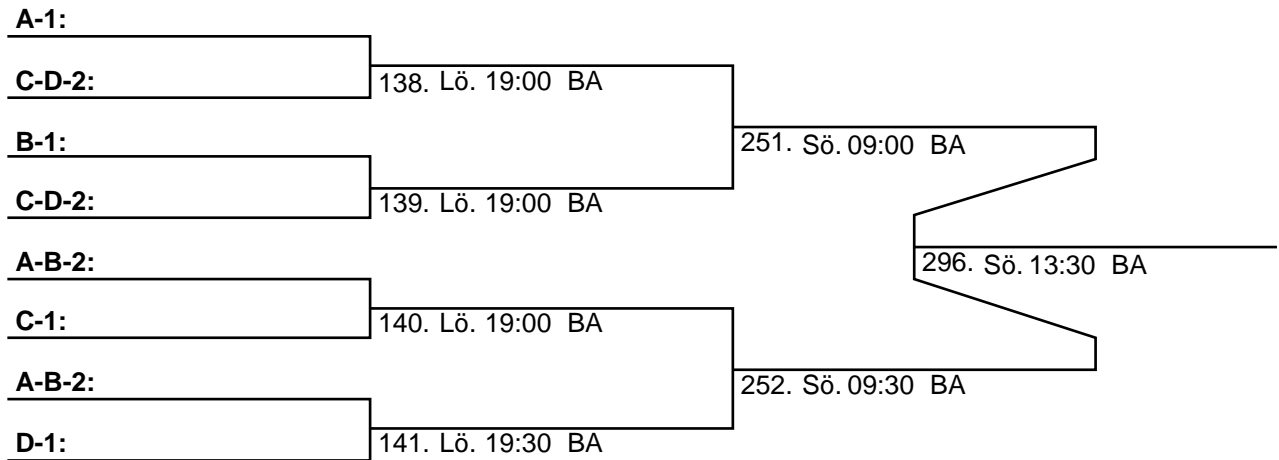 A-1:
C-D-2:
138. Lö. 19:00 BA
B-1:
251. Sö. 09:00 BA
C-D-2:
139. Lö. 19:00 BA
A-B-2:
296. Sö. 13:30 BA
C-1:
140. Lö. 19:00 BA
A-B-2:
252. Sö. 09:30 BA
D-1:
141. Lö. 19:30 BA